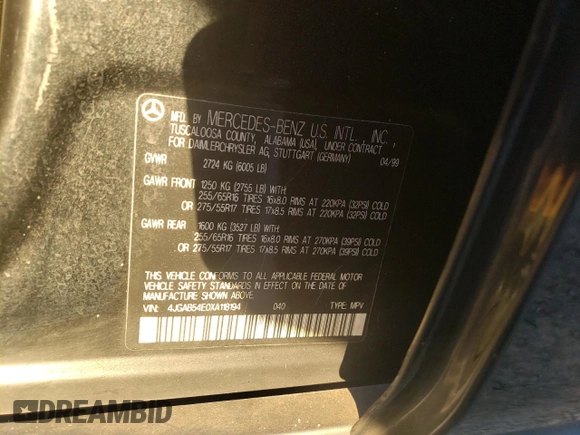 MFD. BY MERCEDES-BENZ U.S. INTL., INC.,
TUSCALOOSA COUNTY, ALABAMA (USA), UNDER CONTRACT
FOR DAIMLERCHRYSLER AG, STUTTGART (GERMANY) 04/99
GVWR 2724 KG (6005 LB)
GAWR FRONT 1250 KG (2755 LB) WITH:
255/65R16 TIRES 16x8.0 RIMS AT 220KPA (32PSI) COLD
OR 275/55R17 TIRES 17x8.5 RIMS AT 220KPA (32PSI) COLD
GAWR REAR 1600 KG (3527 LB) WITH:
255/65R16 TIRES 16x8.0 RIMS AT 270KPA (39PSI) COLD
OR 275/55R17 TIRES 17x8.5 RIMS AT 270KPA (39PSI) COLD
THIS VEHICLE CONFORMS TO ALL APPLICABLE FEDERAL MOTOR
VEHICLE SAFETY STANDARDS IN EFFECT ON THE DATE OF
MANUFACTURE SHOWN ABOVE.
VIN: 4JGAB54E0XA118194 040 TYPE: MPV
DREAMBID